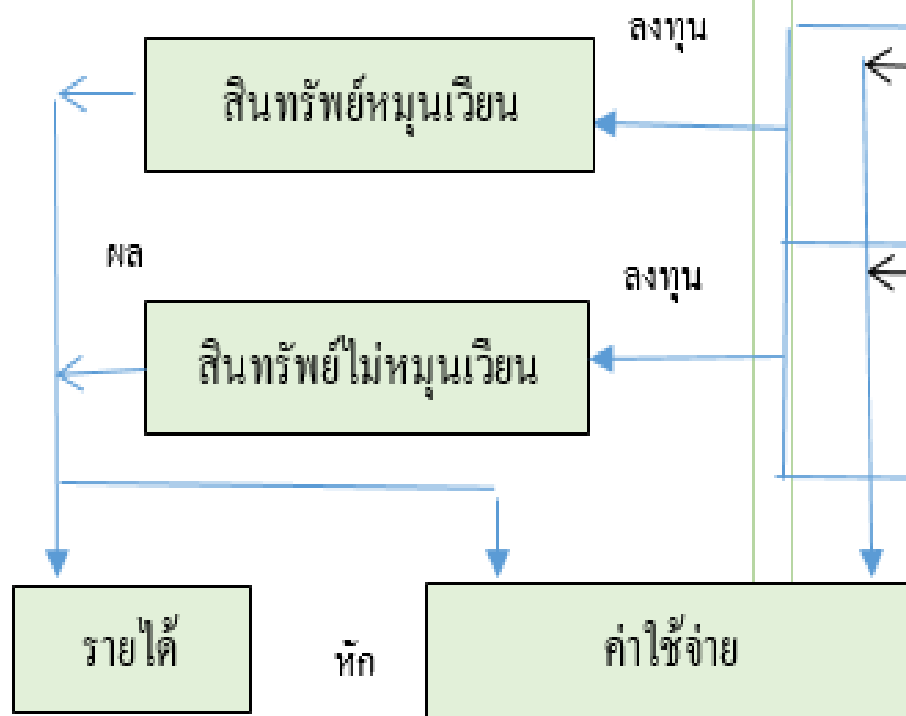 ลงทุน
สินทรัพย์หมุนเวียน
ผล
ลงทุน
สินทรัพย์ไม่หมุนเวียน
รายได้
หัก
ค่าใช้จ่าย